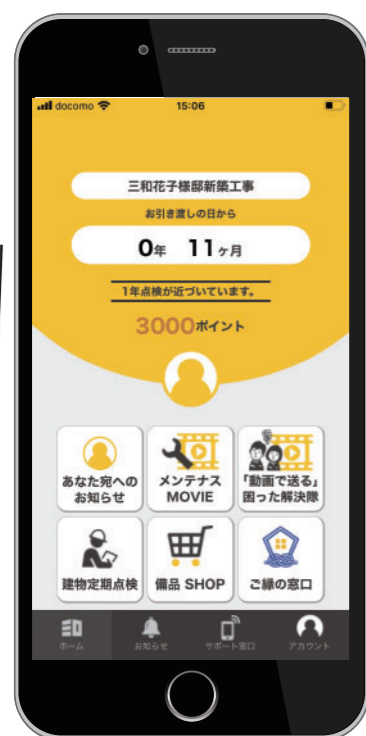 docomo 15:06
三和花子様邸新築工事
お引き渡しの日から
0年 11ヶ月
1年点検が近づいています。
3000ポイント
あなた宛への
お知らせ
メンテナス
MOVIE
「動画で送る」
困った解決隊
建物定期点検
備品 SHOP
ご縁の窓口
ホーム
お知らせ
サポート窓口
アカウント